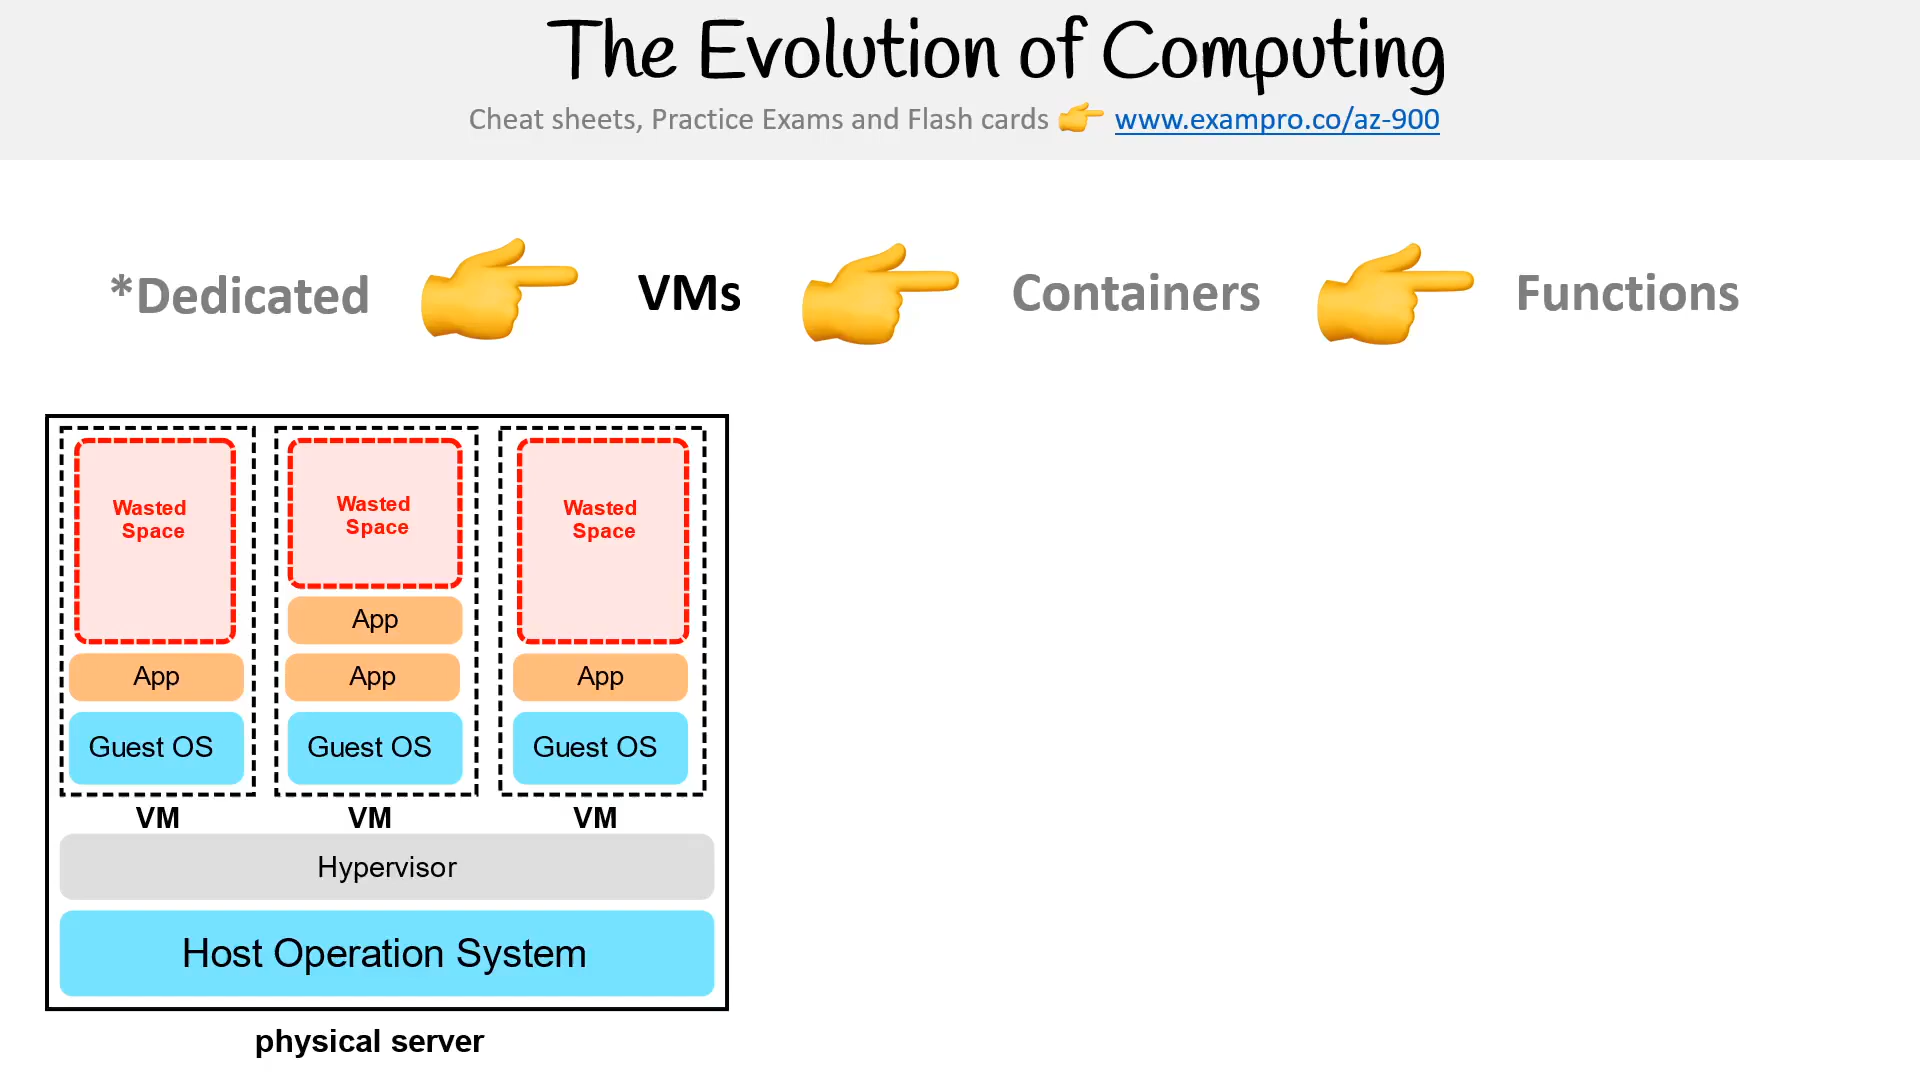 The Evolution of Computing
Cheat sheets, Practice Exams and Flash cards 👉 www.exampro.co/az-900
*Dedicated VMs Containers Functions
Wasted
Space
Wasted
Space
Wasted
Space
App
App App App
Guest OS Guest OS Guest OS
VM VM VM
Hypervisor
Host Operation System
physical server